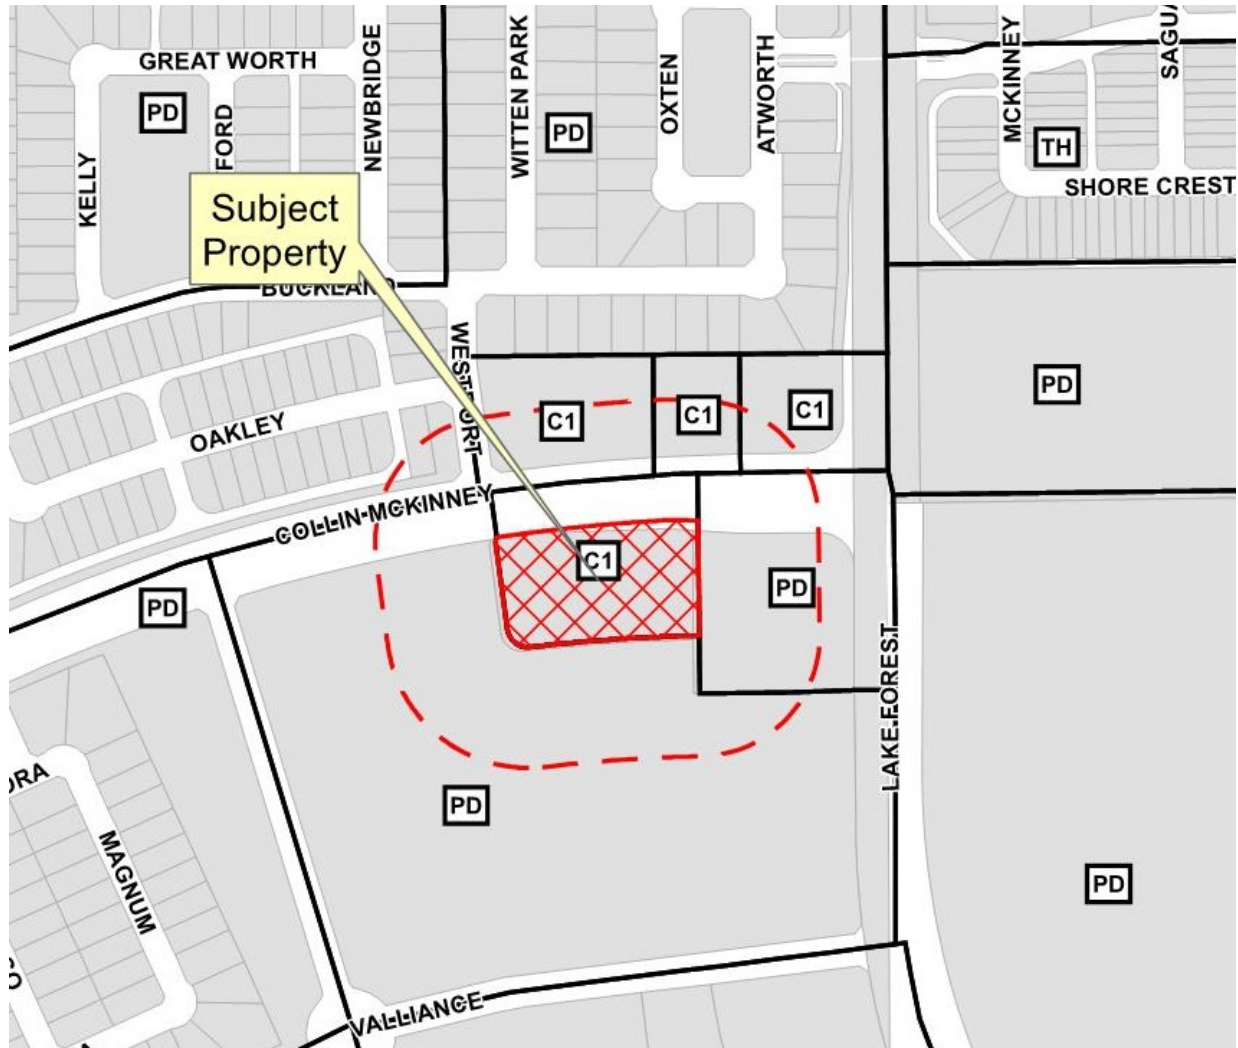 GREAT WORTH
PD
FORD
NEWBRIDGE
KELLY
WITTEN PARK
PD
OXTEN
ATWORTH
MCKINNEY
TH
SHORE CREST
Subject
Property
BUCKLAND
WESTPORT
OAKLEY
C1
C1
C1
PD
COLLIN MCKINNEY
C1
PD
PD
LAKE FOREST
PD
MAGNUM
PD
VALLIANCE